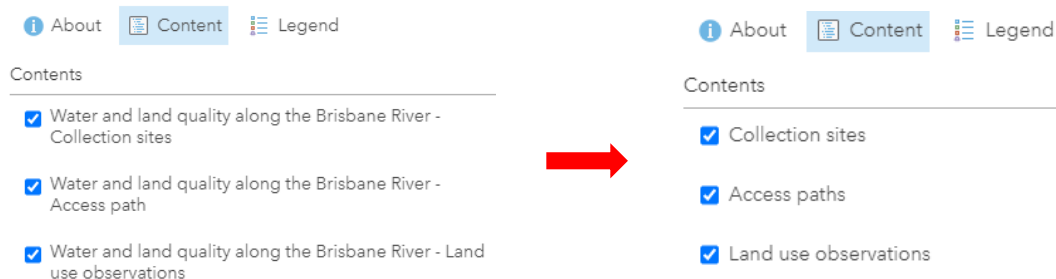 About Content Legend
Contents
Water and land quality along the Brisbane River -
Collection sites
Water and land quality along the Brisbane River -
Access path
Water and land quality along the Brisbane River - Land
use observations
About Content Legend
Contents
Collection sites
Access paths
Land use observations